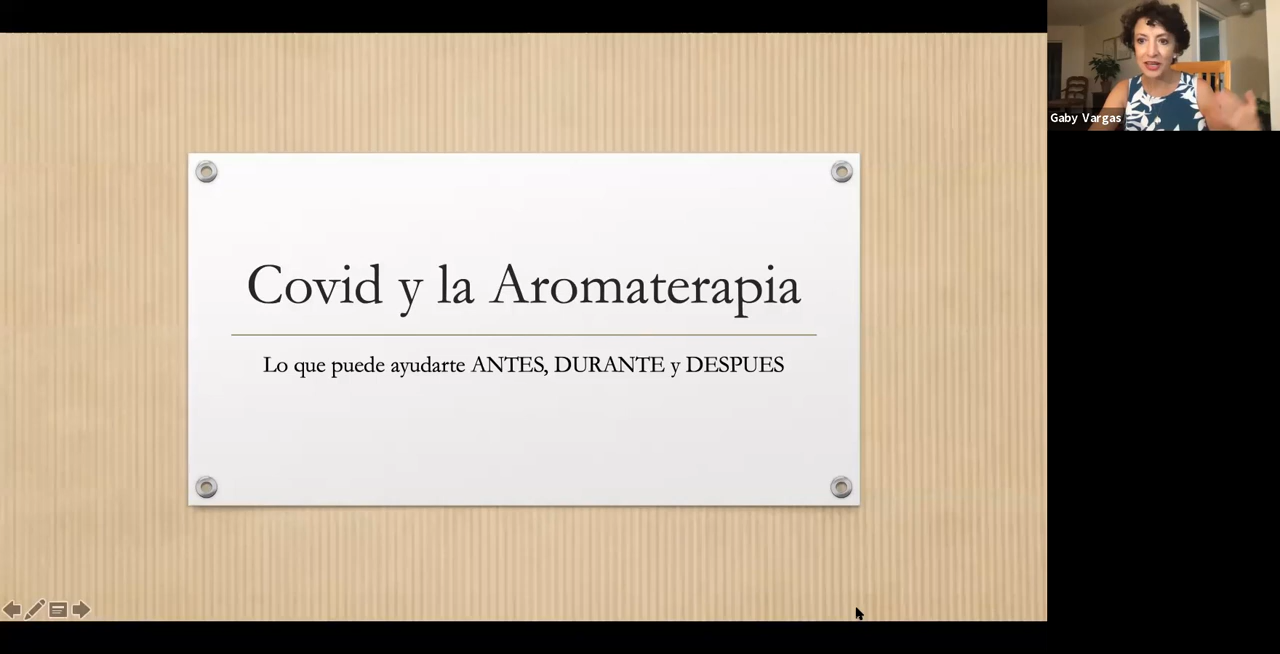 Covid y la Aromaterapia
Lo que puede ayudarte ANTES, DURANTE y DESPUES
Gaby Vargas